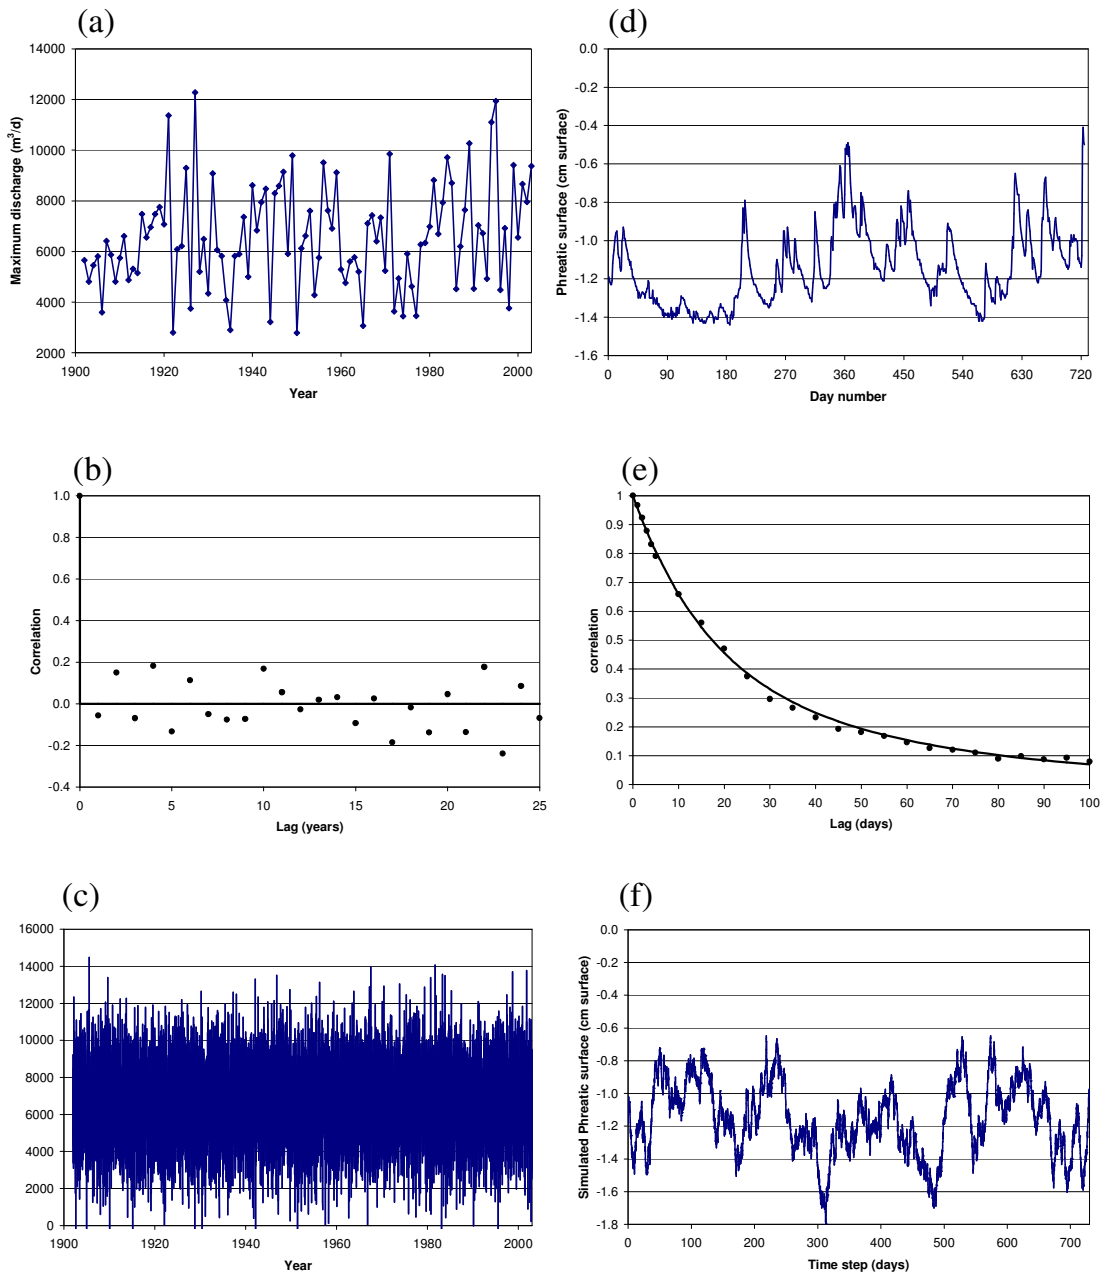 (a)
14000
12000
10000
8000
6000
4000
2000
1900 1920 1940 1960 1980 2000
Maximum discharge (m³/d)
Year
(d)
0.0
-0.2
-0.4
-0.6
-0.8
-1.0
-1.2
-1.4
-1.6
0 90 180 270 360 450 540 630 720
Phreatic surface (cm surface)
Day number
(b)
1.0
0.8
0.6
0.4
0.2
0.0
-0.2
-0.4
0 5 10 15 20 25
Correlation
Lag (years)
(e)
1
0.9
0.8
0.7
0.6
0.5
0.4
0.3
0.2
0.1
0
0 10 20 30 40 50 60 70 80 90 100
correlation
Lag (days)
(c)
16000
14000
12000
10000
8000
6000
4000
2000
0
1900 1920 1940 1960 1980 2000
Year
(f)
0.0
-0.2
-0.4
-0.6
-0.8
-1.0
-1.2
-1.4
-1.6
-1.8
0 100 200 300 400 500 600 700
Simulated Phreatic surface (cm surface)
Time step (days)